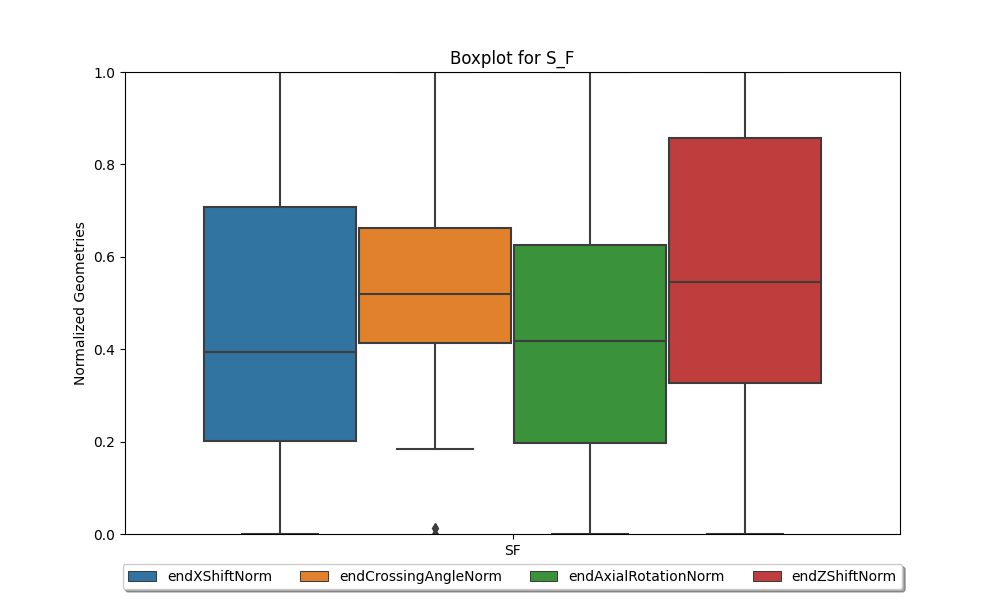 Boxplot for S_F
1.0
0.8
0.6
0.4
0.2
0.0
Normalized Geometries
SF
endXShiftNorm endCrossingAngleNorm endAxialRotationNorm endZShiftNorm